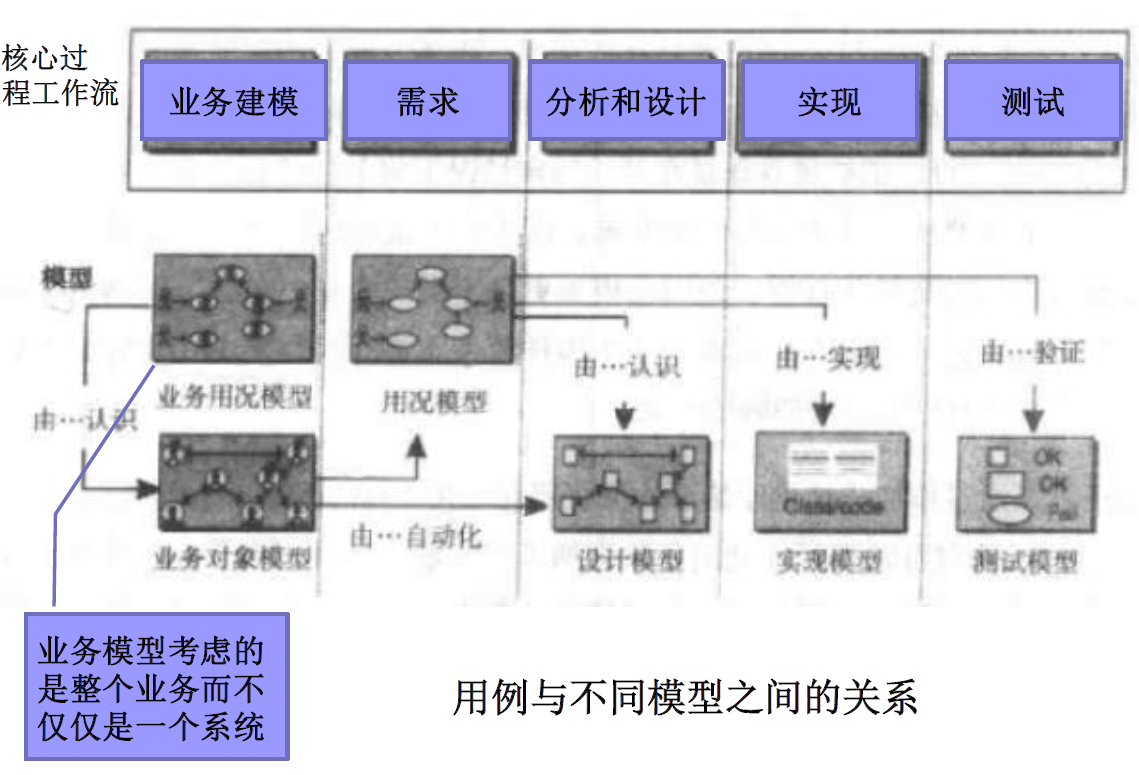 核心过
程工作流
业务建模
需求
分析和设计
实现
测试
模型
业务用况模型
用况模型
由…认识
由…实现
由…验证
由…认识
OK
OK
Fail
Class/code
由…自动化
业务对象模型
设计模型
实现模型
测试模型
业务模型考虑的
是整个业务而不
仅仅是一个系统
用例与不同模型之间的关系